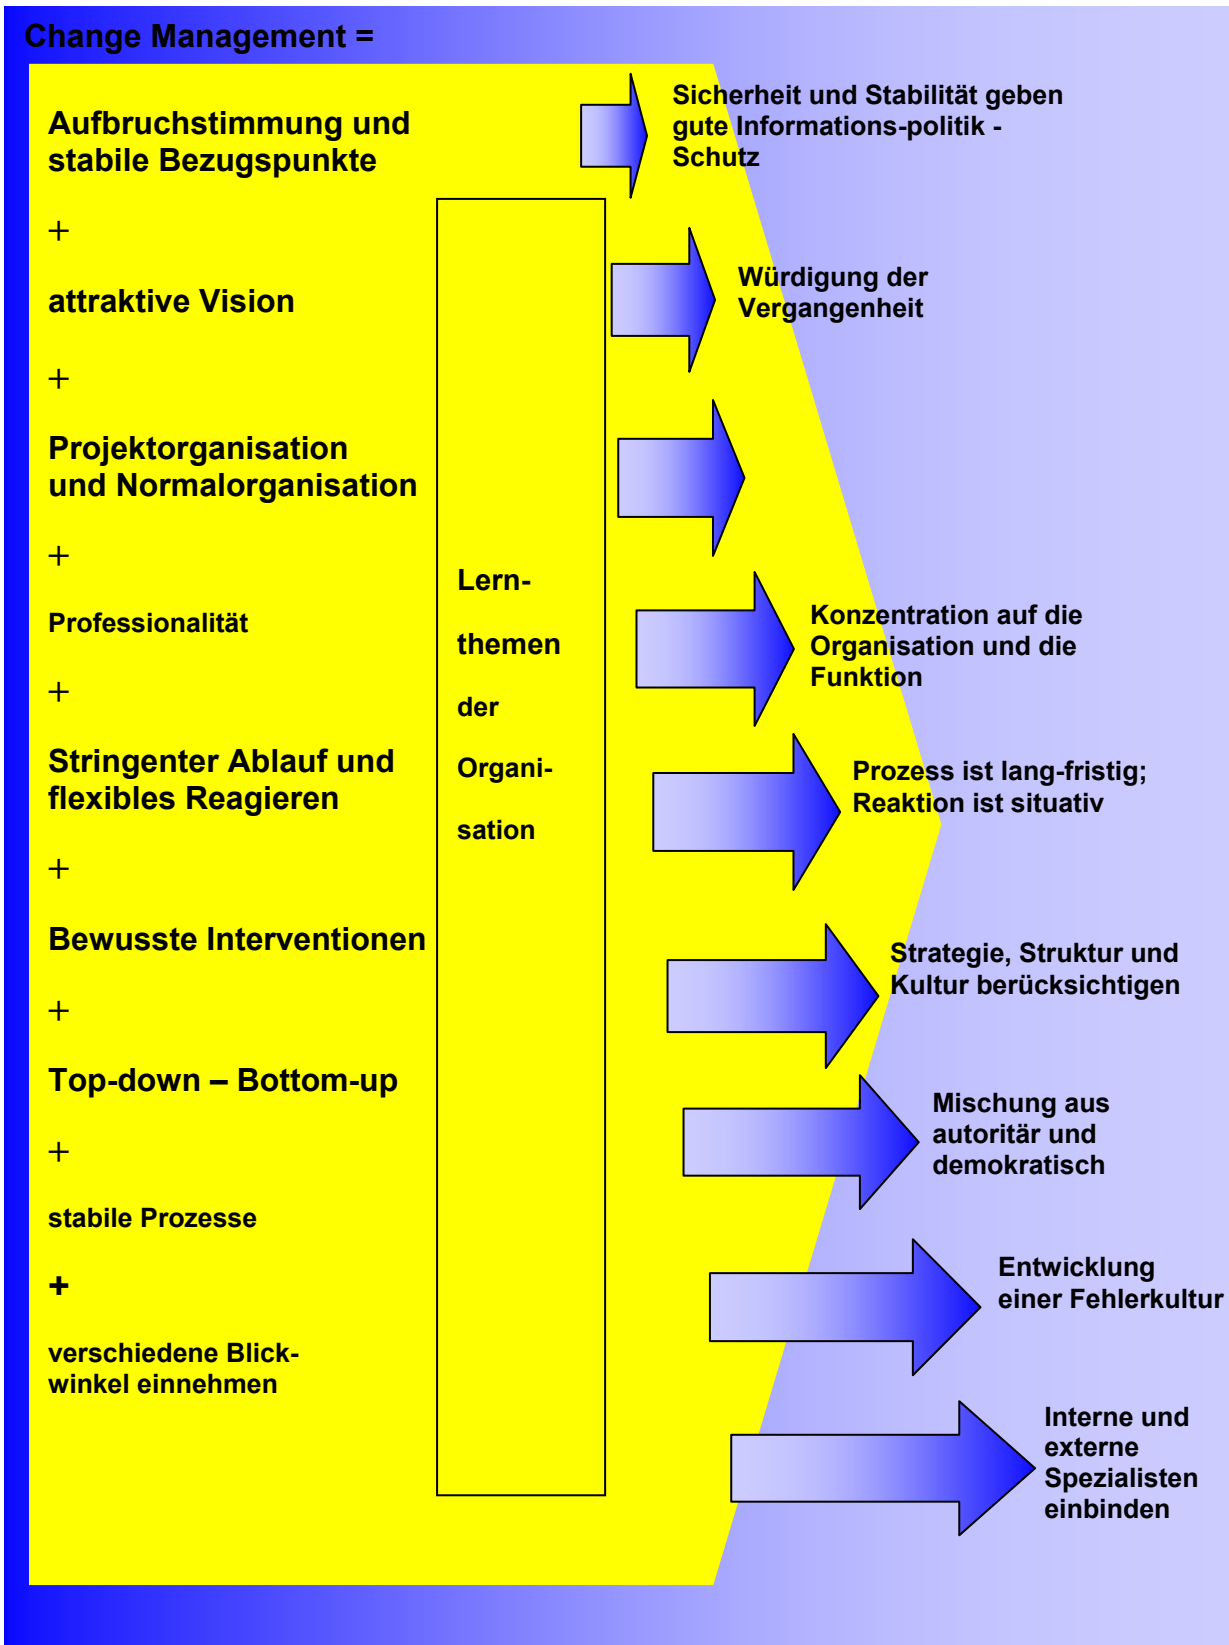 Change Management =
Aufbruchstimmung und
stabile Bezugspunkte
+
attraktive Vision
+
Projektorganisation
und Normalorganisation
+
Professionalität
+
Stringenter Ablauf und
flexibles Reagieren
+
Bewusste Interventionen
+
Top-down – Bottom-up
+
stabile Prozesse
+
verschiedene Blick-
winkel einnehmen
Lern-
themen
der
Organi-
sation
Sicherheit und Stabilität geben
gute Informations-politik -
Schutz
Würdigung der
Vergangenheit
Konzentration auf die
Organisation und die
Funktion
Prozess ist lang-fristig;
Reaktion ist situativ
Strategie, Struktur und
Kultur berücksichtigen
Mischung aus
autoritär und
demokratisch
Entwicklung
einer Fehlerkultur
Interne und
externe
Spezialisten
einbinden